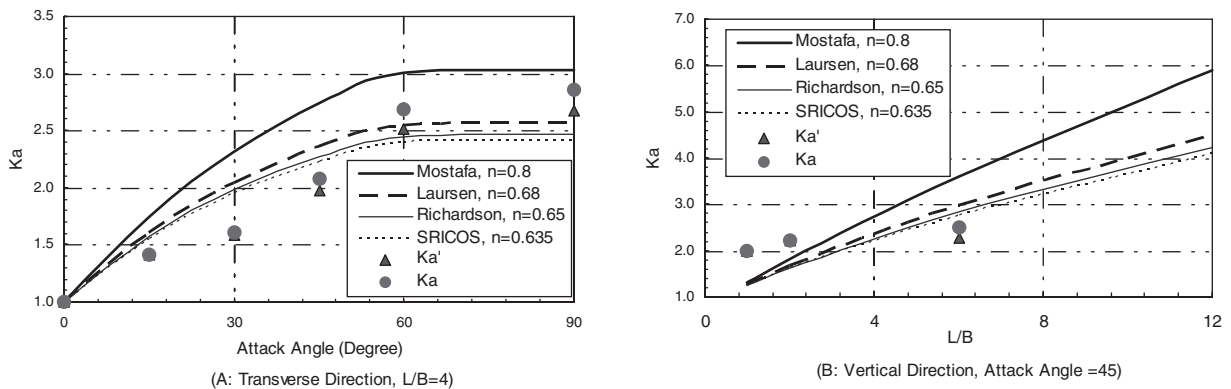 3.5
3.0
2.5
2.0
1.5
1.0
Ka
0
30
60
90
Attack Angle (Degree)
Mostafa, n=0.8
Laursen, n=0.68
Richardson, n=0.65
SRICOS, n=0.635
Ka'
Ka
(A: Transverse Direction, L/B=4)
7.0
6.0
5.0
4.0
3.0
2.0
1.0
Ka
0
4
8
12
L/B
Mostafa, n=0.8
Laursen, n=0.68
Richardson, n=0.65
SRICOS, n=0.635
Ka'
Ka
(B: Vertical Direction, Attack Angle =45)